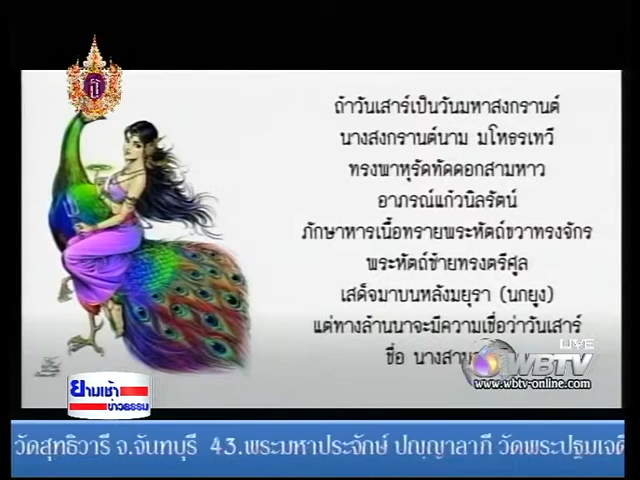 ถ้าวันเสาร์เป็นวันมหาสงกรานต์
นางสงกรานต์นาม มโหธรเทวี
ทรงพาหุรัดทัดดอกสามหาว
อาภรณ์แก้วนิลรัตน์
ภักษาหารเนื้อทรายพระหัตถ์ขวาทรงจักร
พระหัตถ์ซ้ายทรงตรีศูล
เสด็จมาบนหลังมยุรา (นกยูง)
แต่ทางล้านนาจะมีความเชื่อว่าวันเสาร์
ชื่อ
LIVE
WBTV
www.wbtv-online.com
ยามเช้า
ข่าวธรรม
วัดสุทธิวารี จ.จันทบุรี 43.พระมหาประจักษ์ ปญฺญาลาภี วัดพระปฐมเจดี